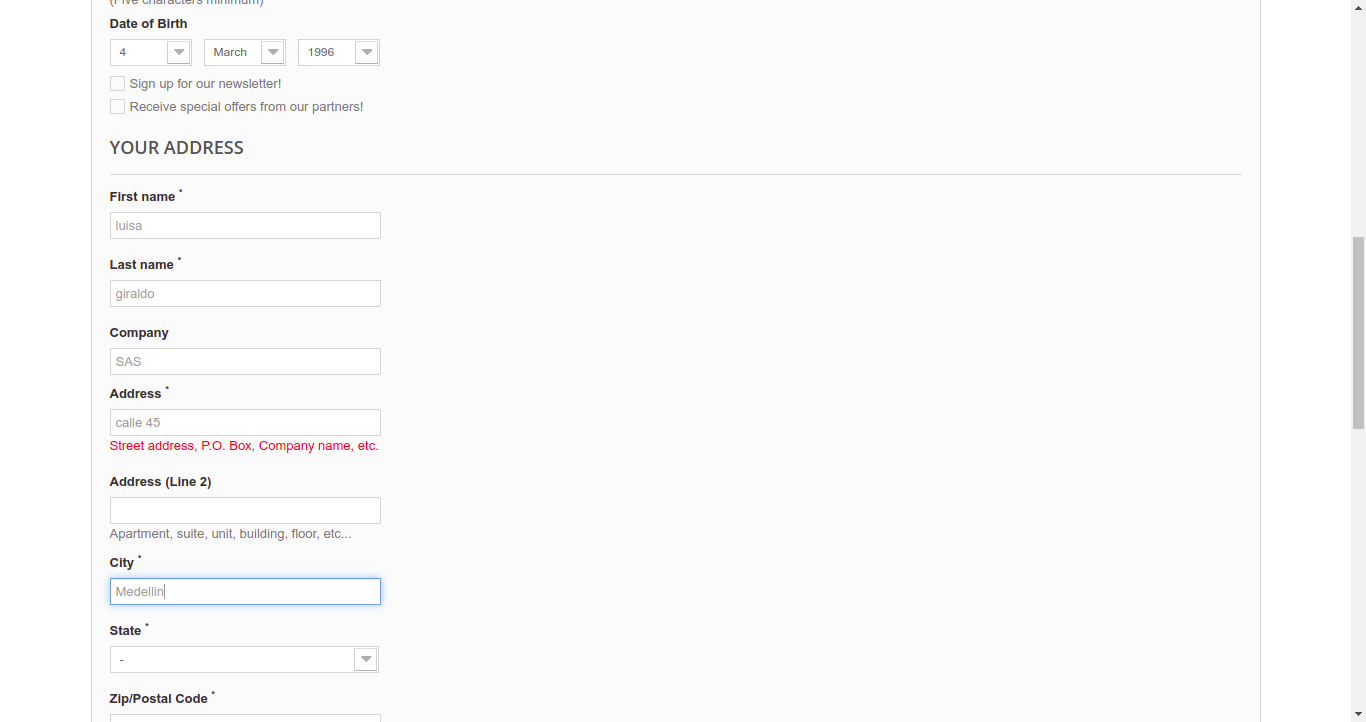 (Five characters minimum)
Date of Birth
4 March 1996
Sign up for our newsletter!
Receive special offers from our partners!
YOUR ADDRESS
First name *
luisa
Last name *
giraldo
Company
SAS
Address *
calle 45
Street address, P.O. Box, Company name, etc.
Address (Line 2)
Apartment, suite, unit, building, floor, etc...
City *
Medellin
State *
-
Zip/Postal Code *